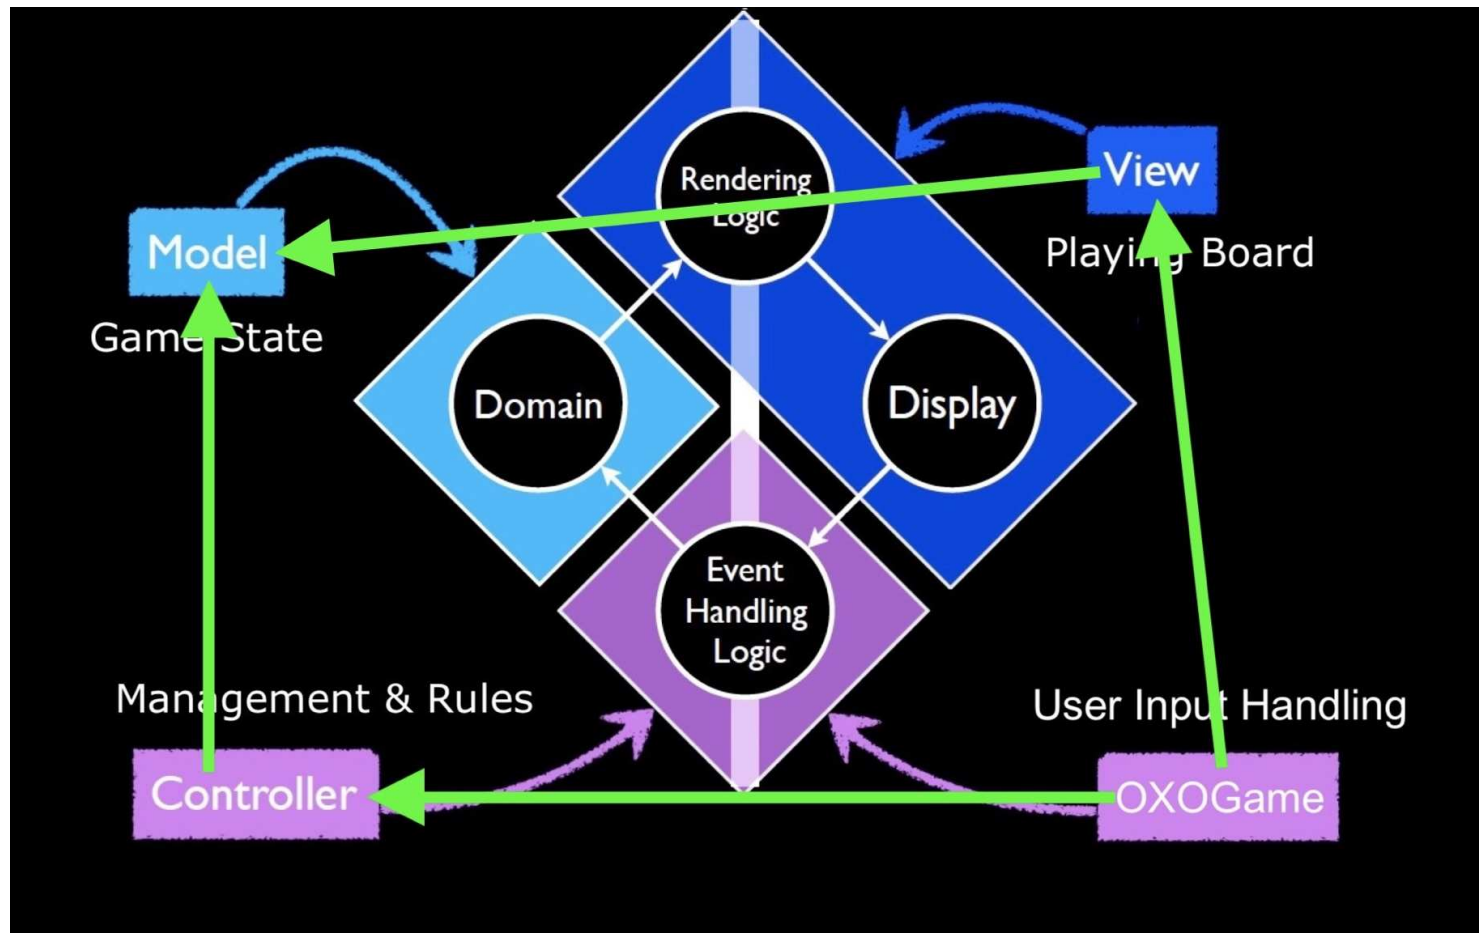 Rendering
Logic
View
Model
Playing Board
Game State
Domain
Display
Event
Handling
Logic
Management & Rules
User Input Handling
Controller
OXOGame